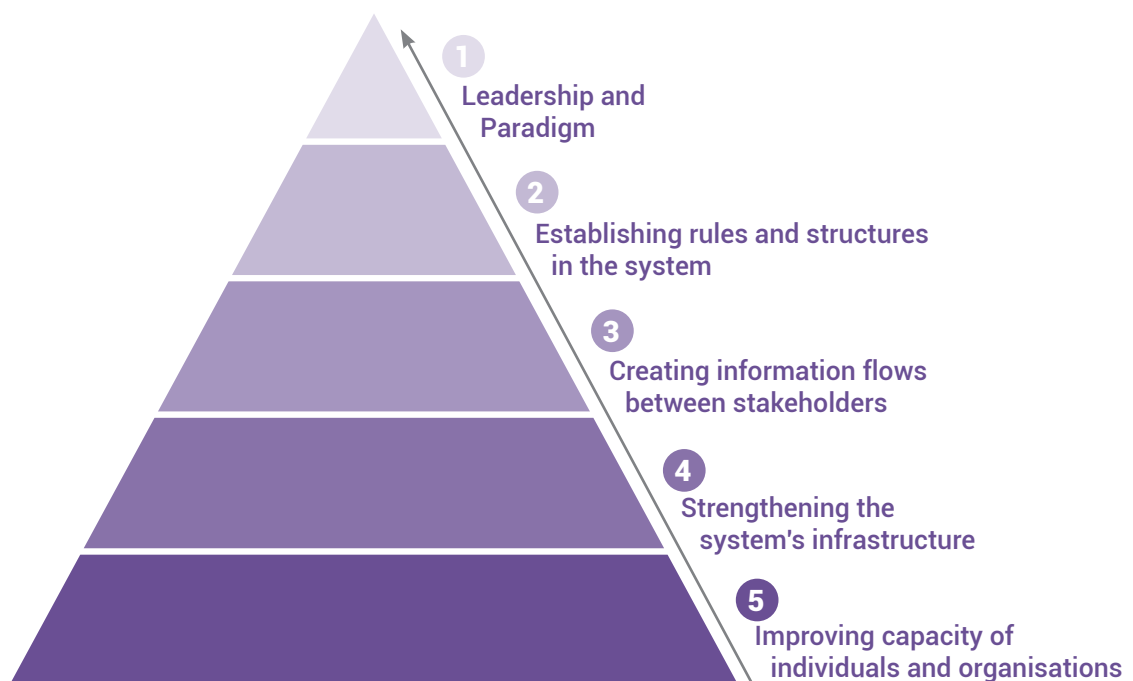 1
Leadership and
Paradigm
2
Establishing rules and structures
in the system
3
Creating information flows
between stakeholders
4
Strengthening the
system's infrastructure
5
Improving capacity of
individuals and organisations